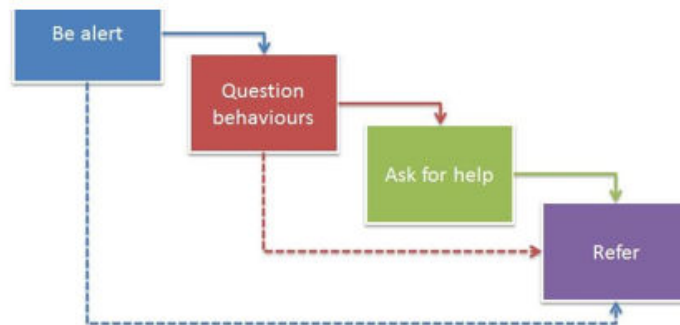 Be alert
Question
behaviours
Ask for help
Refer